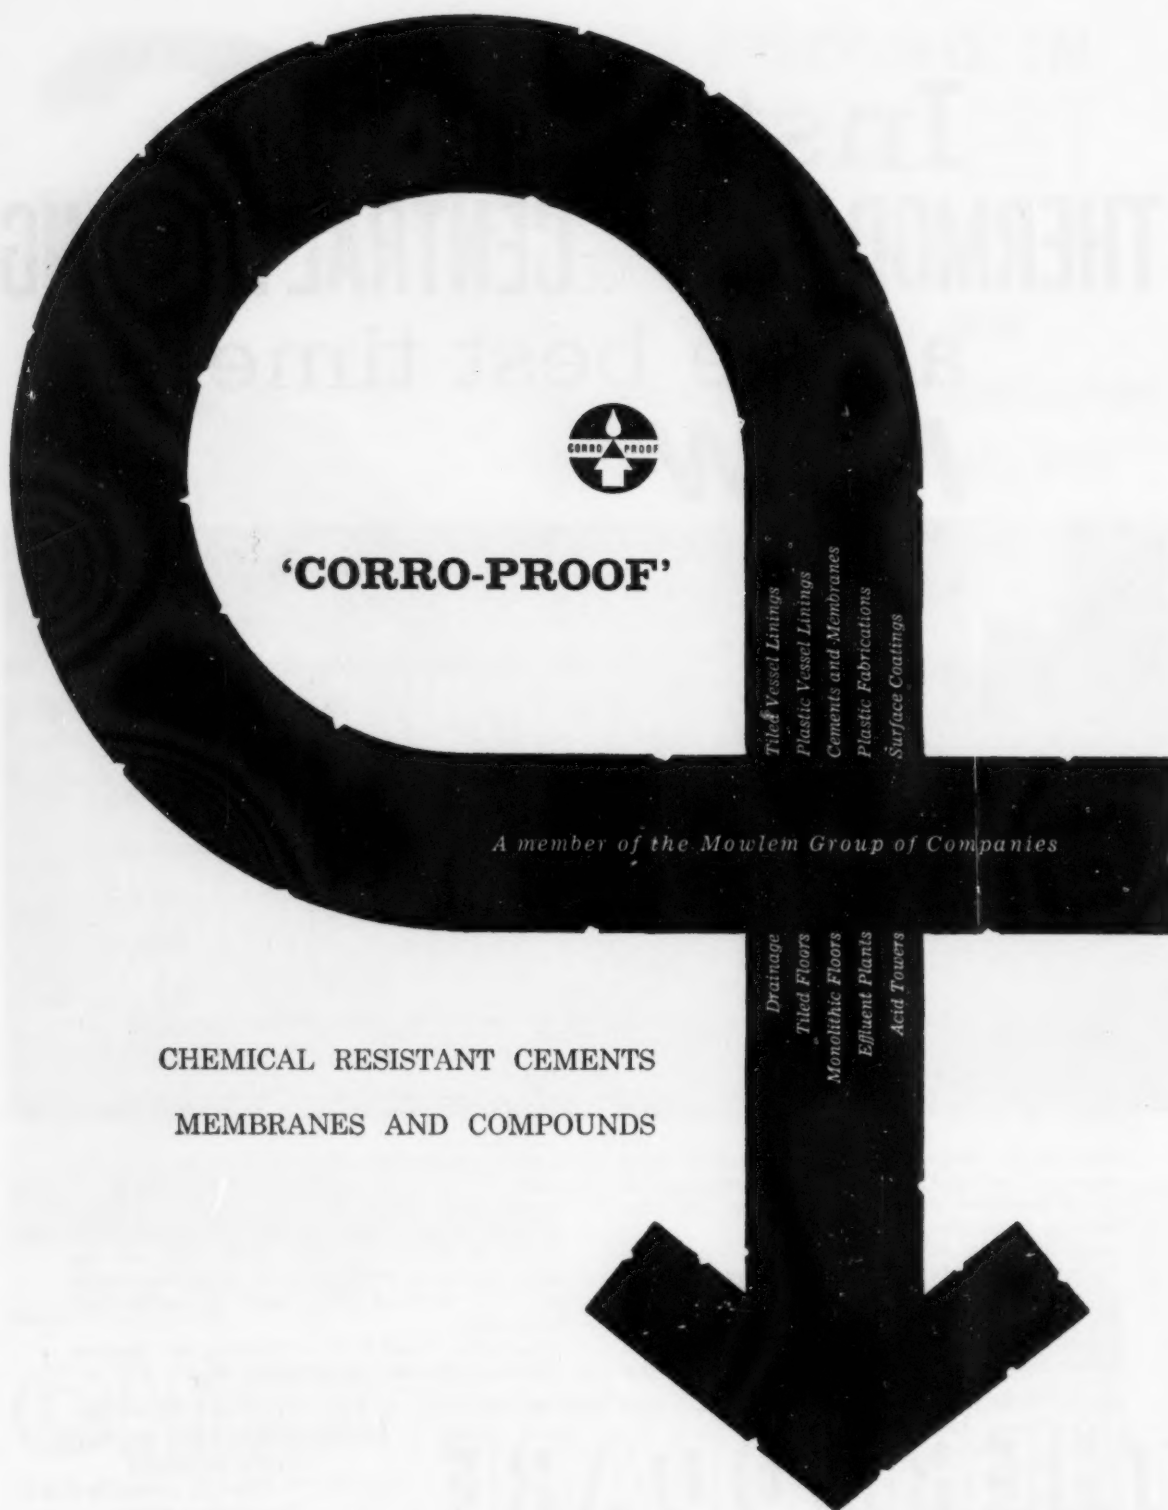 CORRO PROOF
‘CORRO-PROOF’
Tiled Vessel Linings
Plastic Vessel Linings
Cements and Membranes
Plastic Fabrications
Surface Coatings
A member of the Mowlem Group of Companies
Drainage
Tiled Floors
Monolithic Floors
Effluent Plants
Acid Towers
CHEMICAL RESISTANT CEMENTS
MEMBRANES AND COMPOUNDS